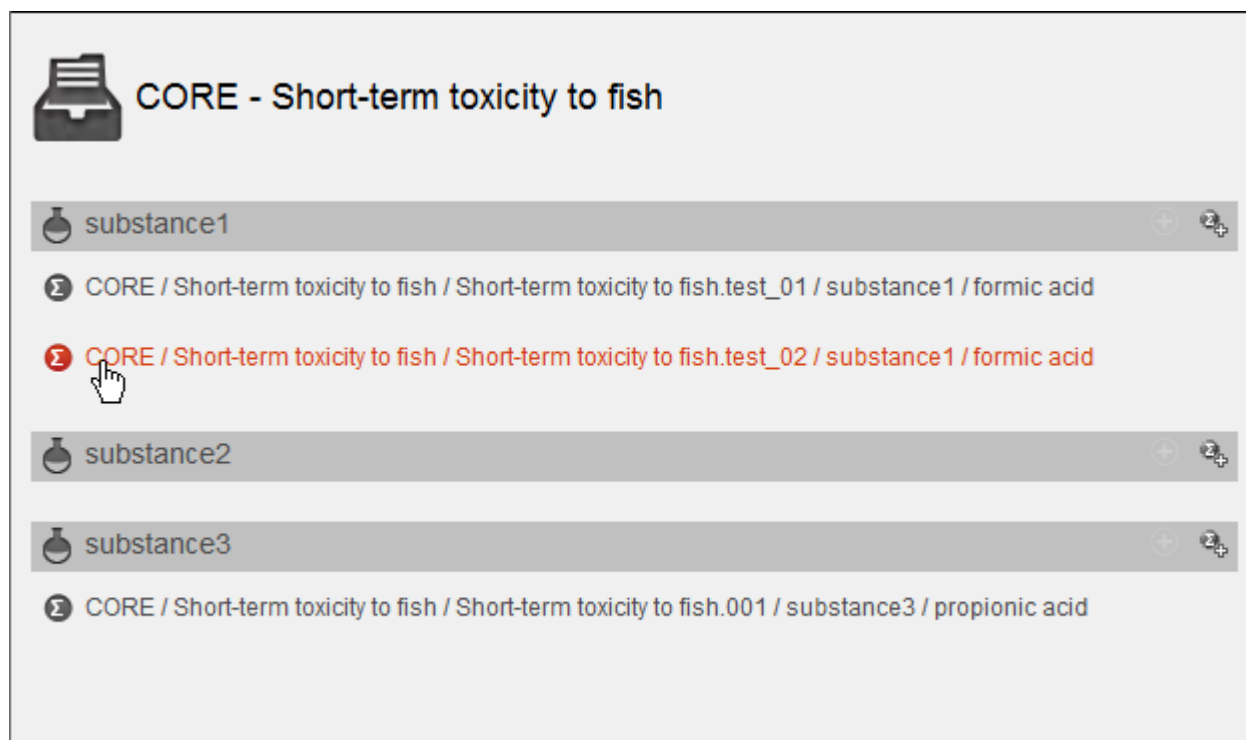 CORE - Short-term toxicity to fish
substance1
CORE / Short-term toxicity to fish / Short-term toxicity to fish.test_01 / substance1 / formic acid
CORE / Short-term toxicity to fish / Short-term toxicity to fish.test_02 / substance1 / formic acid
substance2
substance3
CORE / Short-term toxicity to fish / Short-term toxicity to fish.001 / substance3 / propionic acid